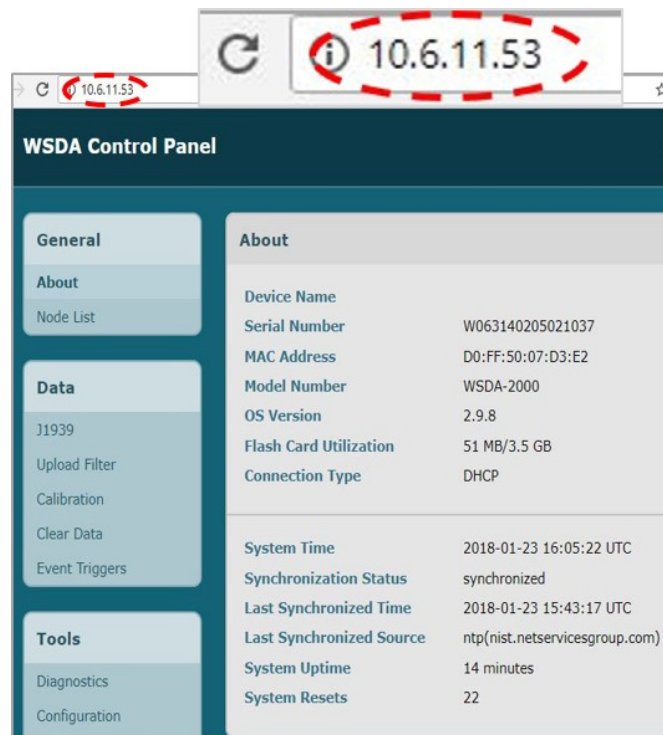 10.6.11.53
10.6.11.53
WSDA Control Panel
General
About
Node List
Data
J1939
Upload Filter
Calibration
Clear Data
Event Triggers
Tools
Diagnostics
Configuration
About
Device Name
Serial Number W063140205021037
MAC Address D0:FF:50:07:D3:E2
Model Number WSDA-2000
OS Version 2.9.8
Flash Card Utilization 51 MB/3.5 GB
Connection Type DHCP
System Time 2018-01-23 16:05:22 UTC
Synchronization Status synchronized
Last Synchronized Time 2018-01-23 15:43:17 UTC
Last Synchronized Source ntp(nist.netservicesgroup.com)
System Uptime 14 minutes
System Resets 22